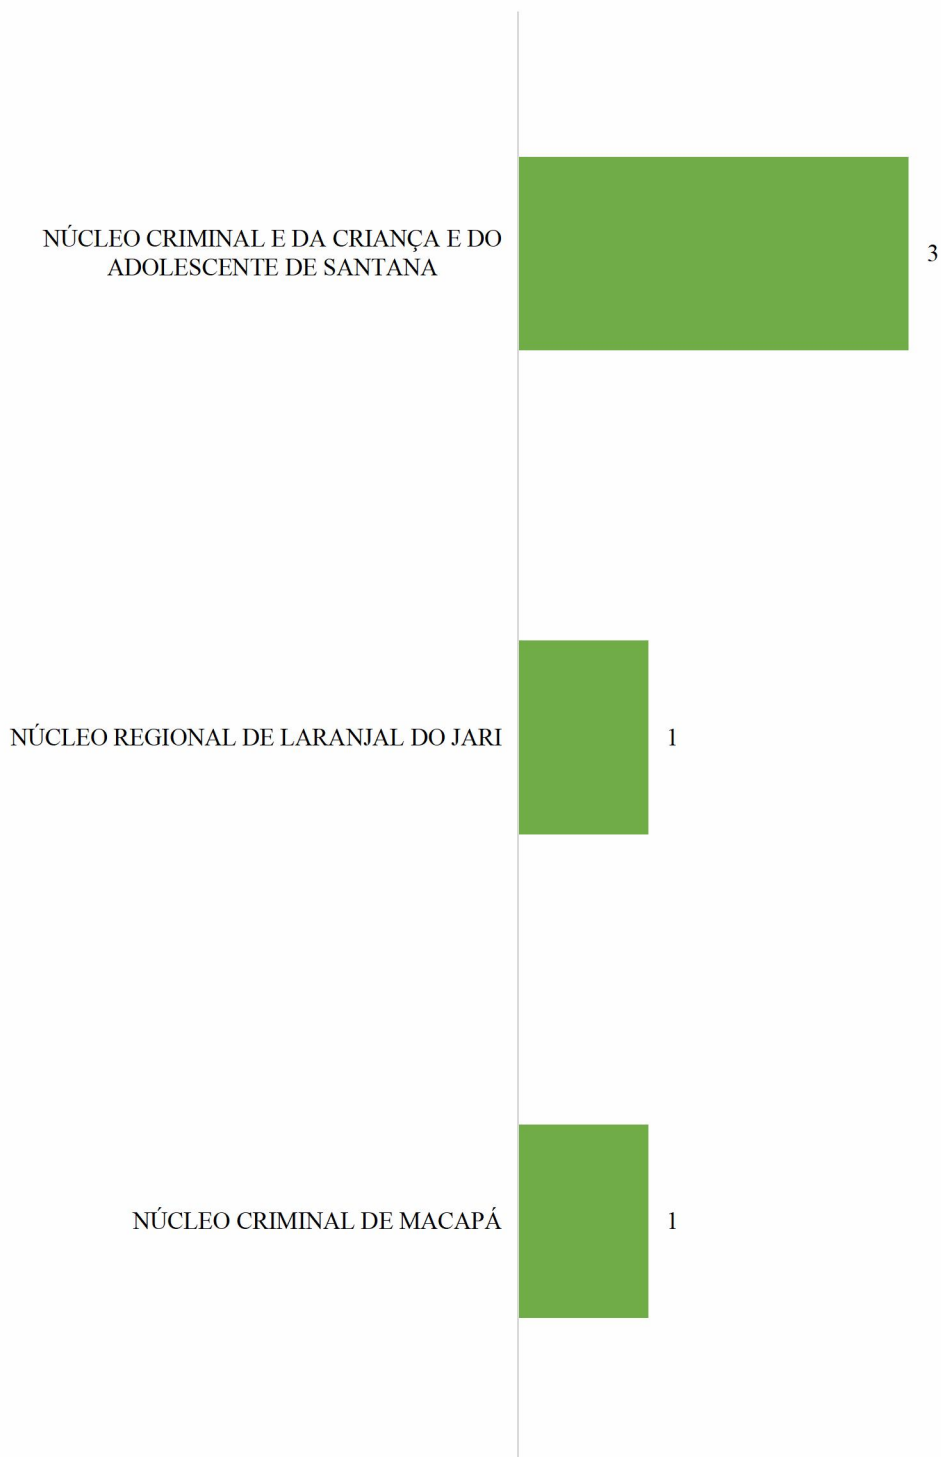 NÚCLEO CRIMINAL E DA CRIANÇA E DO
ADOLESCENTE DE SANTANA
3
NÚCLEO REGIONAL DE LARANJAL DO JARI
1
NÚCLEO CRIMINAL DE MACAPÁ
1